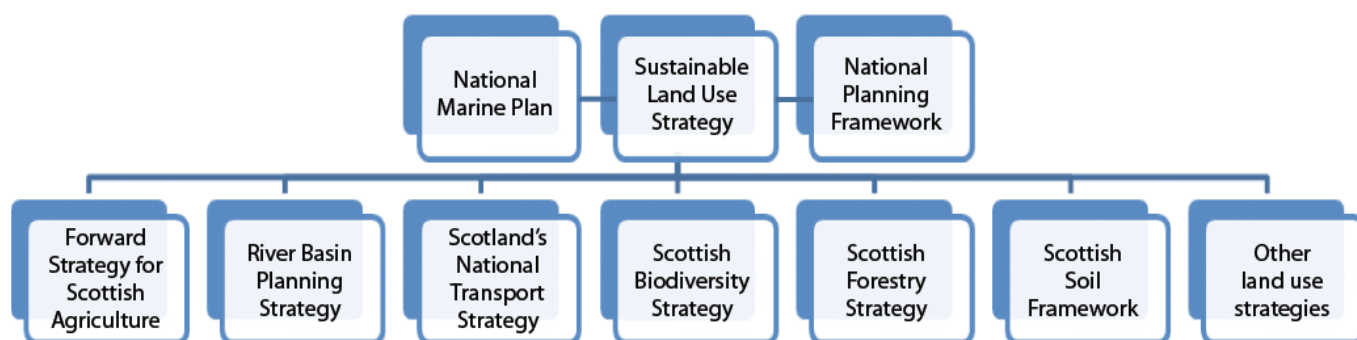 National
Marine Plan
Sustainable
Land Use
Strategy
National
Planning
Framework
Forward
Strategy for
Scottish
Agriculture
River Basin
Planning
Strategy
Scotland's
National
Transport
Strategy
Scottish
Biodiversity
Strategy
Scottish
Forestry
Strategy
Scottish
Soil
Framework
Other
land use
strategies